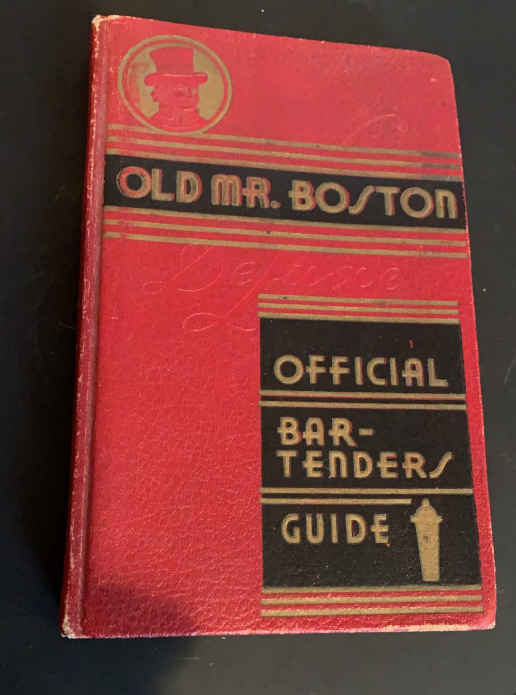 OLD MR. BOSTON
DeLuxe
OFFICIAL
BAR-
TENDERS
GUIDE